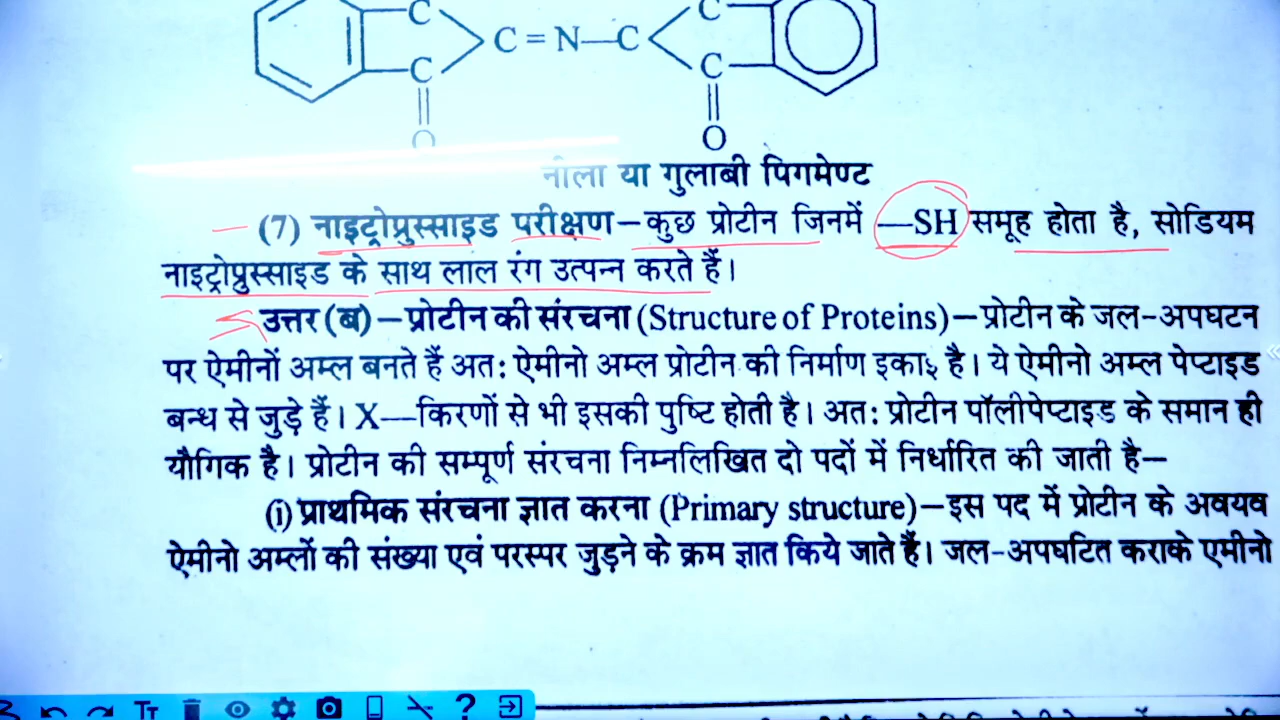 C C
C = N—C
C C
O O
नीला या गुलाबी पिगमेण्ट
(7) नाइट्रोप्रुस्साइड परीक्षण–कुछ प्रोटीन जिनमें —SH समूह होता है, सोडियम
नाइट्रोप्रुस्साइड के साथ लाल रंग उत्पन्न करते हैं।
उत्तर (ब)–प्रोटीन की संरचना (Structure of Proteins)–प्रोटीन के जल-अपघटन
पर ऐमीनों अम्ल बनते हैं अत: ऐमीनो अम्ल प्रोटीन की निर्माण है। ये ऐमीनो अम्ल पेप्टाइड
बन्ध से जुड़े हैं। X—किरणों से भी इसकी पुष्टि होती है। अत: प्रोटीन पॉलीपेप्टाइड के समान ही
यौगिक है। प्रोटीन की सम्पूर्ण संरचना निम्नलिखित दो पदों में निर्धारित की जाती है–
(i) प्राथमिक संरचना ज्ञात करना (Primary structure)–इस पद में प्रोटीन के अवयव
ऐमीनो अम्लों की संख्या एवं परस्पर जुड़ने के क्रम ज्ञात किये जाते हैं। जल-अपघटित कराके एमीनो
TT ?